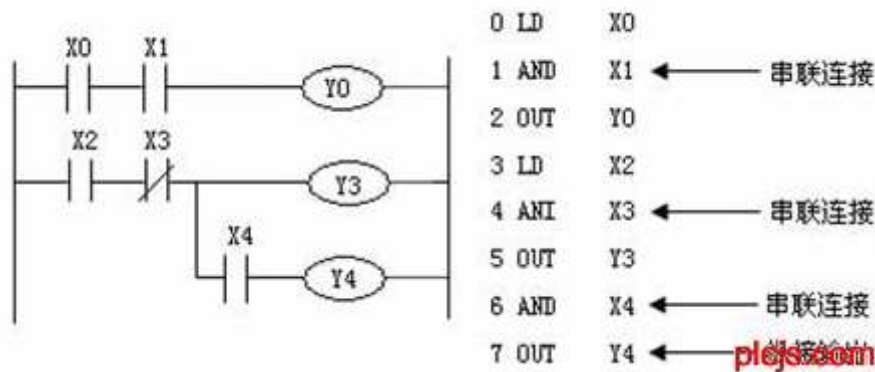 X0 X1
Y0
X2 X3
Y3
X4
Y4
0 LD X0
1 AND X1 串联连接
2 OUT Y0
3 LD X2
4 ANI X3 串联连接
5 OUT Y3
6 AND X4 串联连接
7 OUT Y4
plcjs.com